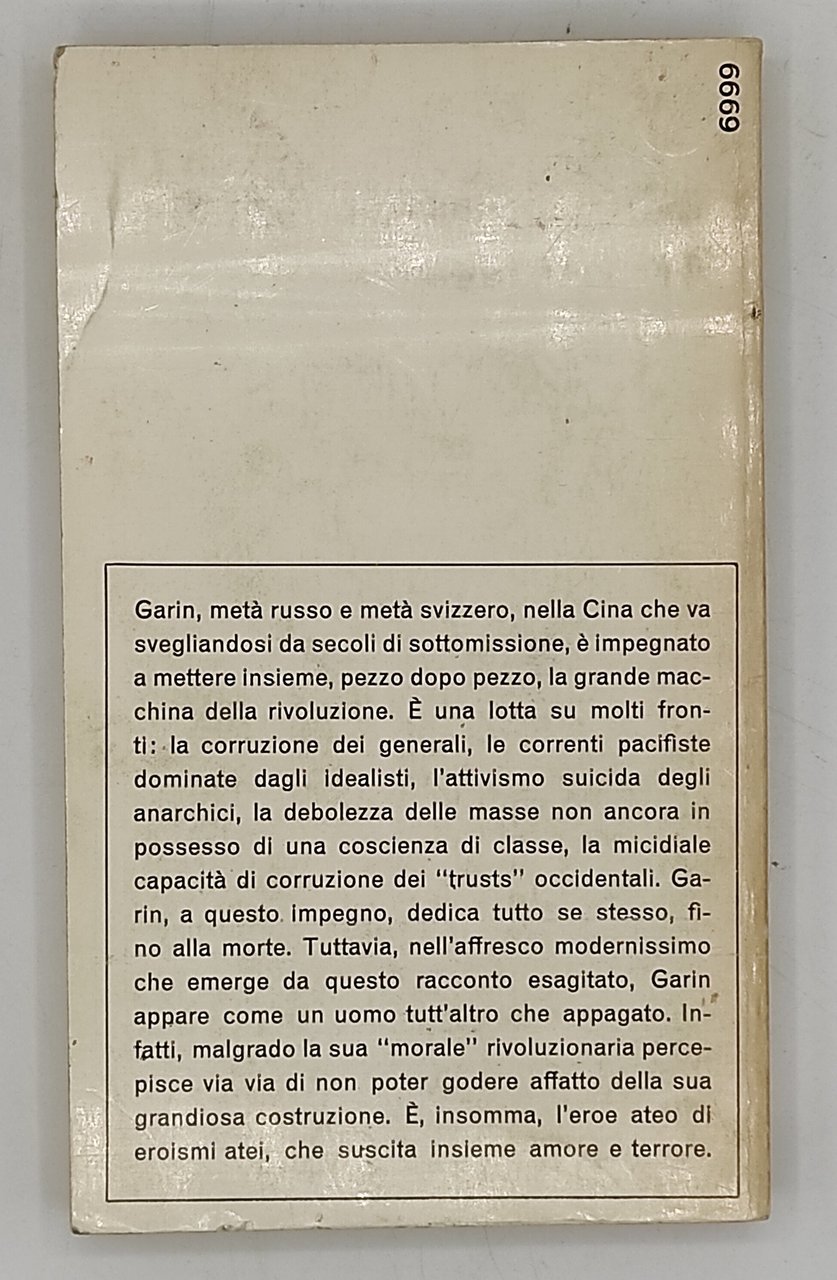 6669
Garin, metà russo e metà svizzero, nella Cina che va
svegliandosi da secoli di sottomissione, è impegnato
a mettere insieme, pezzo dopo pezzo, la grande mac-
china della rivoluzione. È una lotta su molti fron-
ti: la corruzione dei generali, le correnti pacifiste
dominate dagli idealisti, l'attivismo suicida degli
anarchici, la debolezza delle masse non ancora in
possesso di una coscienza di classe, la micidiale
capacità di corruzione dei "trusts" occidentali. Ga-
rin, a questo impegno, dedica tutto se stesso, fi-
no alla morte. Tuttavia, nell'affresco modernissimo
che emerge da questo racconto esagitato, Garin
appare come un uomo tutt'altro che appagato. In-
fatti, malgrado la sua "morale" rivoluzionaria perce-
pisce via via di non poter godere affatto della sua
grandiosa costruzione. È, insomma, l'eroe ateo di
eroismi atei, che suscita insieme amore e terrore.